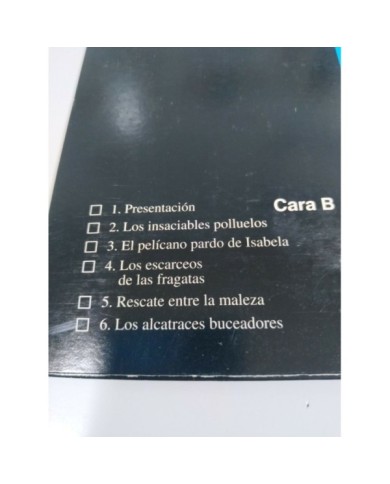 Cara B
1. Presentación
2. Los insaciables polluelos
3. El pelícano pardo de Isabela
4. Los escarceos
de las fragatas
5. Rescate entre la maleza
6. Los alcatraces buceadores